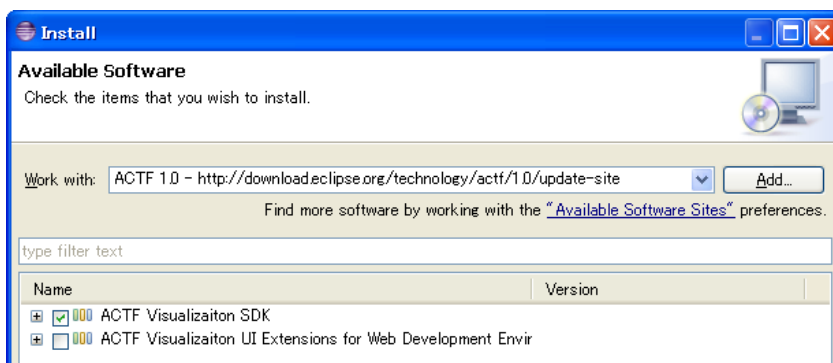 Install
Available Software
Check the items that you wish to install.
Work with: ACTF 1.0 - http://download.eclipse.org/technology/actf/1.0/update-site Add...
Find more software by working with the "Available Software Sites" preferences.
type filter text
Name Version
ACTF Visualizaiton SDK
ACTF Visualizaiton UI Extensions for Web Development Envir